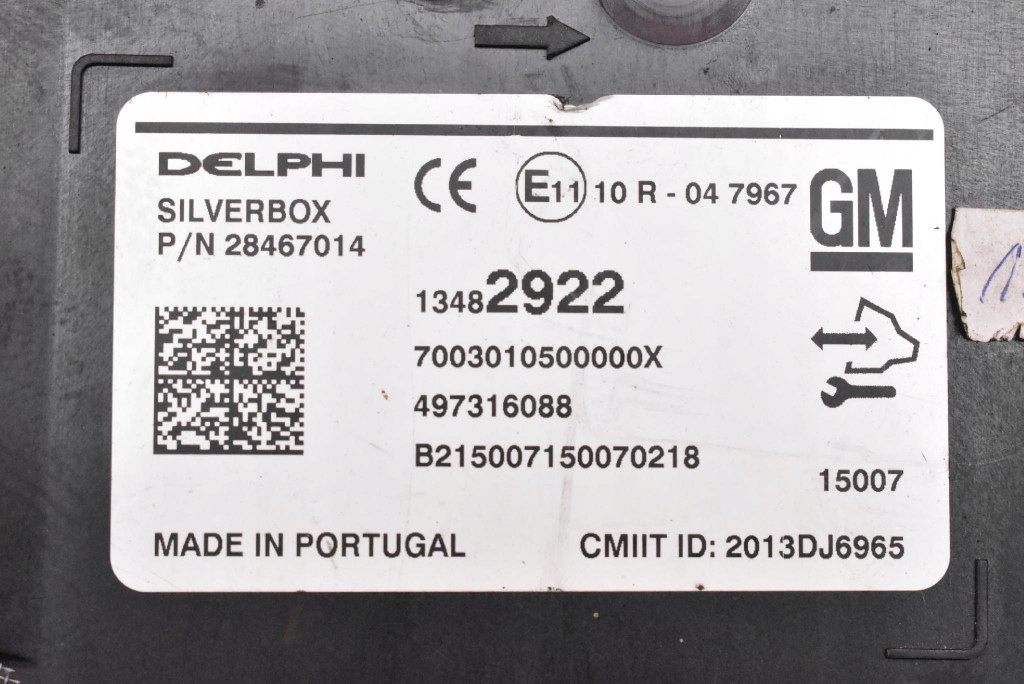 DELPHI
SILVERBOX
P/N 28467014
CE E11 10 R - 04 7967
GM
13482922
7003010500000X
497316088
B215007150070218
15007
MADE IN PORTUGAL
CMIIT ID: 2013DJ6965